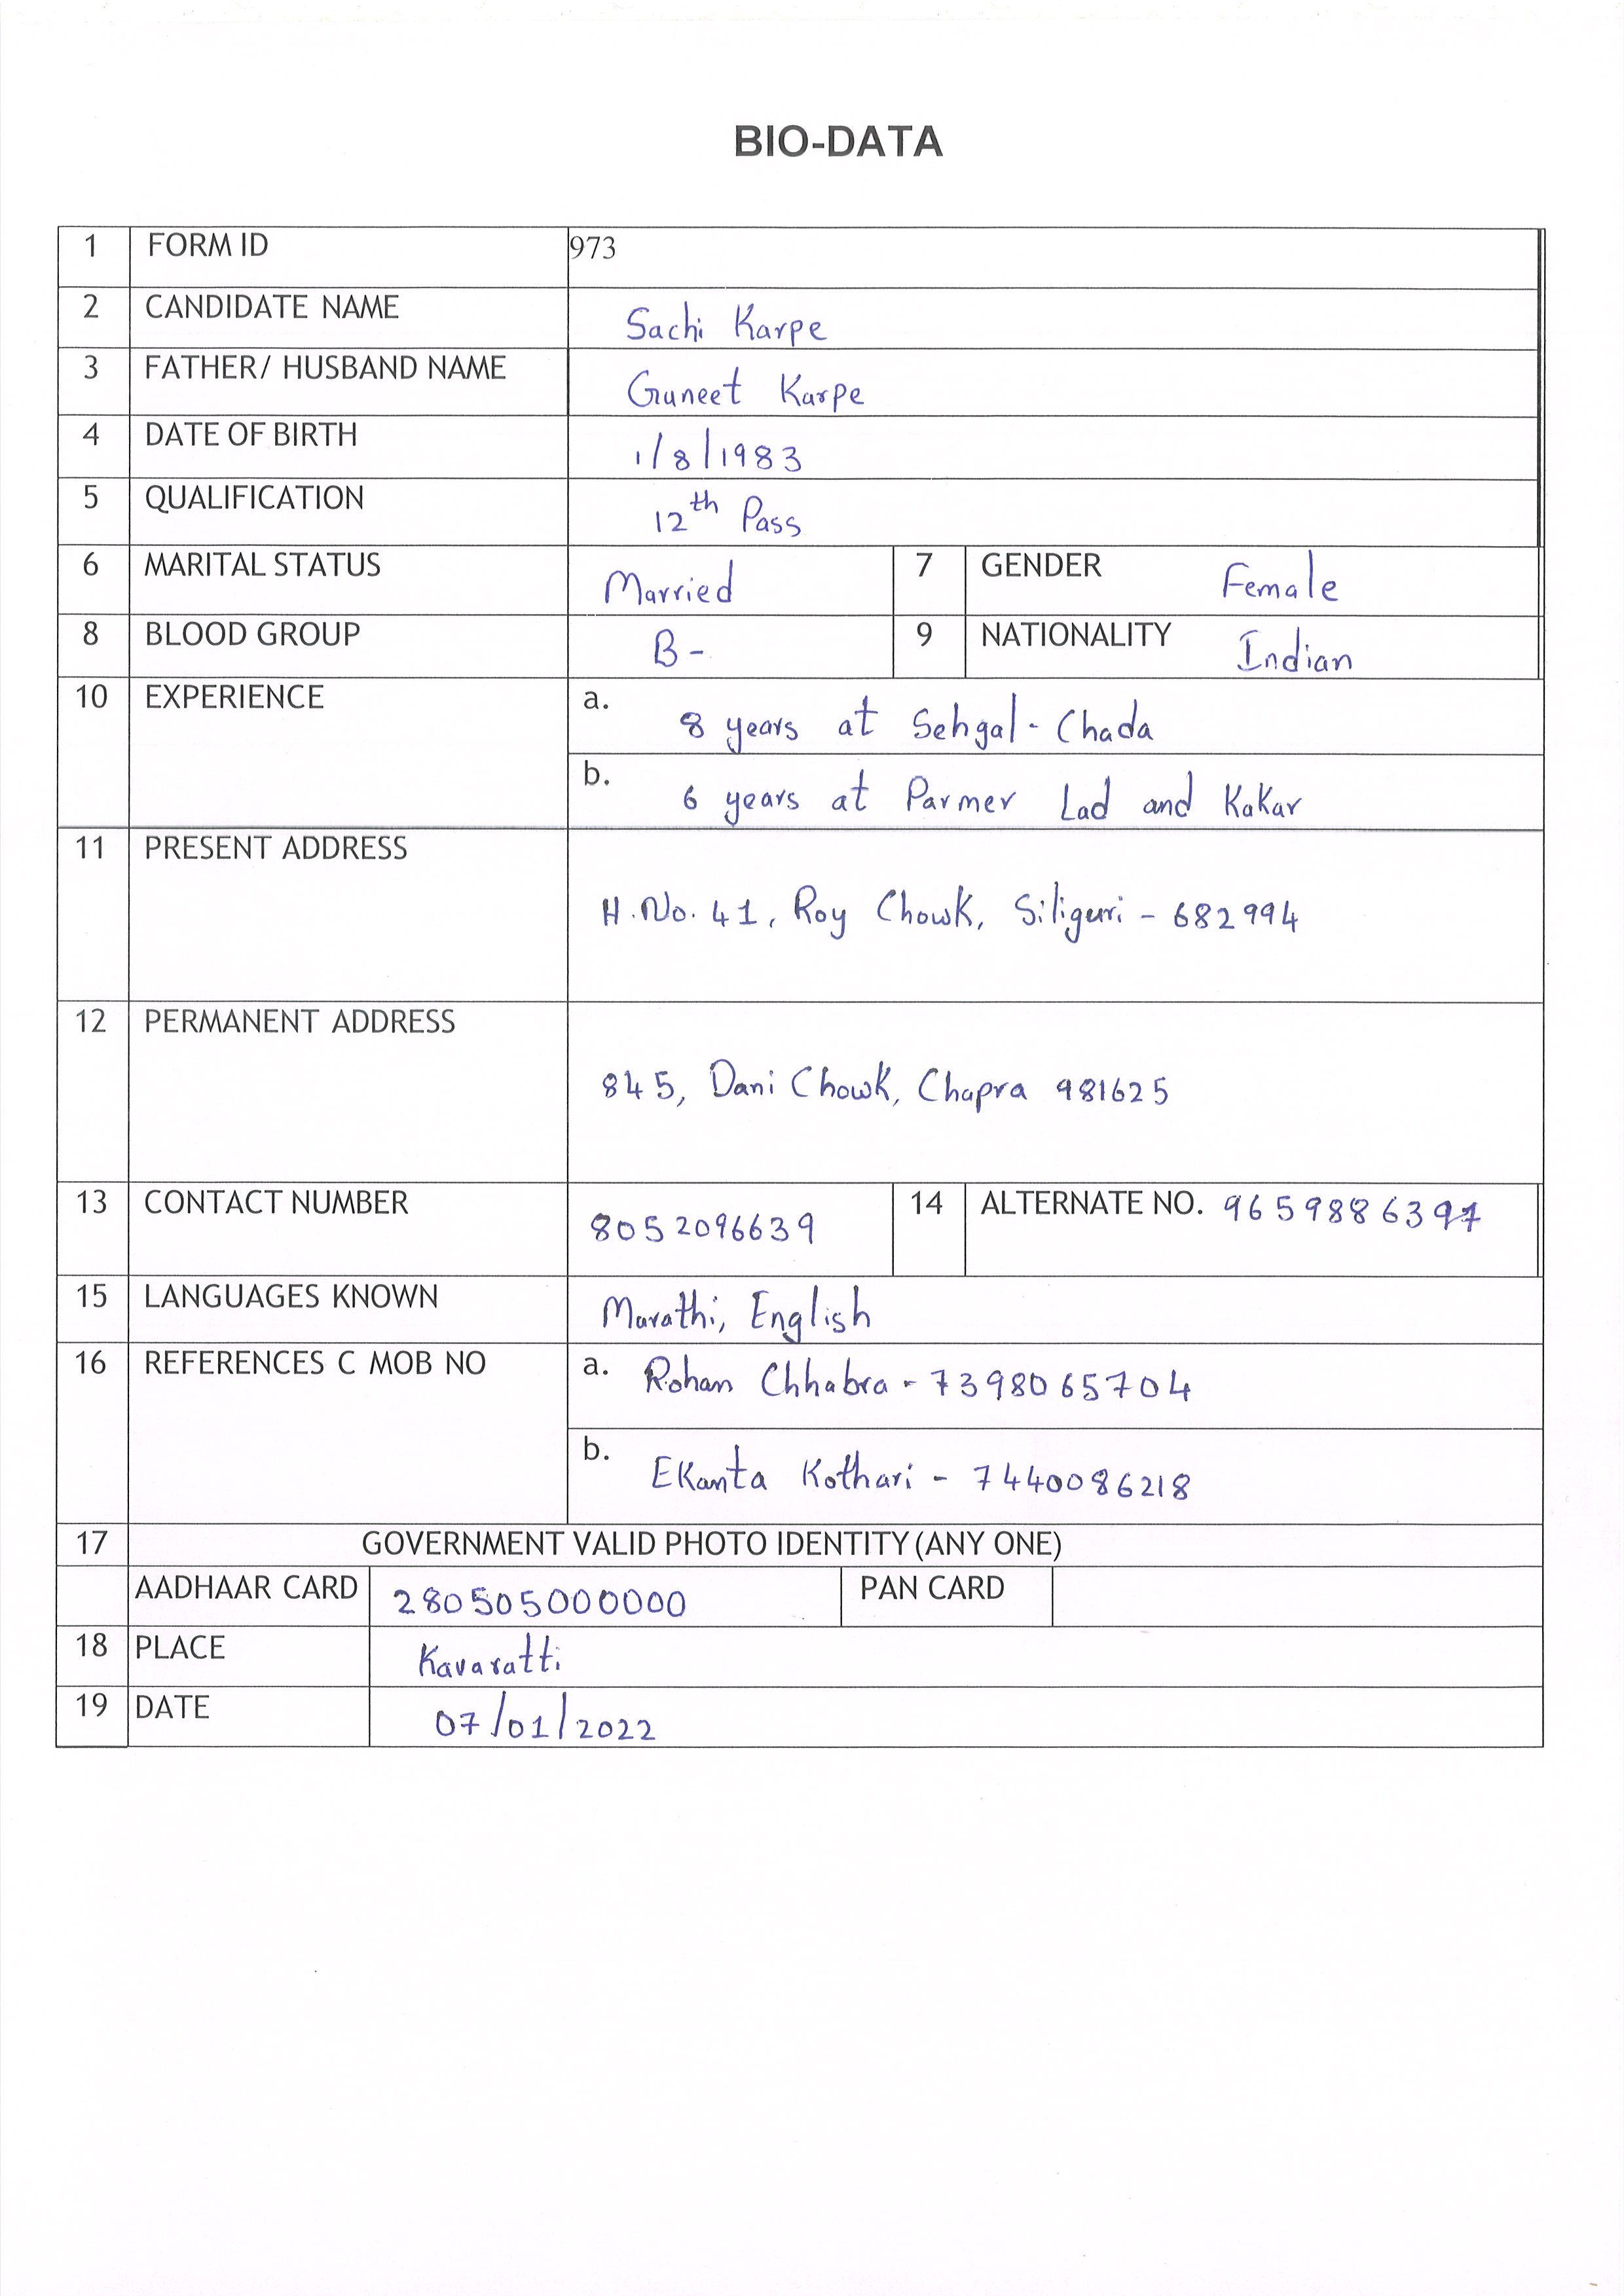 BIO-DATA
1 FORM ID 973
2 CANDIDATE NAME Sachi Karpe
3 FATHER/ HUSBAND NAME Guneet Karpe
4 DATE OF BIRTH 1/8/1983
5 QUALIFICATION 12th Pass
6 MARITAL STATUS Married 7 GENDER Female
8 BLOOD GROUP B- 9 NATIONALITY Indian
10 EXPERIENCE a. 8 years at Sehgal - Chada
b. 6 years at Parmer Lad and Kakar
11 PRESENT ADDRESS
H.No. 41, Roy Chowk, Siliguri - 682994
12 PERMANENT ADDRESS
845, Dani Chowk, Chapra 981625
13 CONTACT NUMBER 8052096639 14 ALTERNATE NO. 9659886397
15 LANGUAGES KNOWN Marathi, English
16 REFERENCES C MOB NO a. Rohan Chhabra - 7398065704
b. Ekanta Kothari - 7440086218
17 GOVERNMENT VALID PHOTO IDENTITY (ANY ONE)
AADHAAR CARD 280505000000 PAN CARD
18 PLACE Kavaratti
19 DATE 07/01/2022